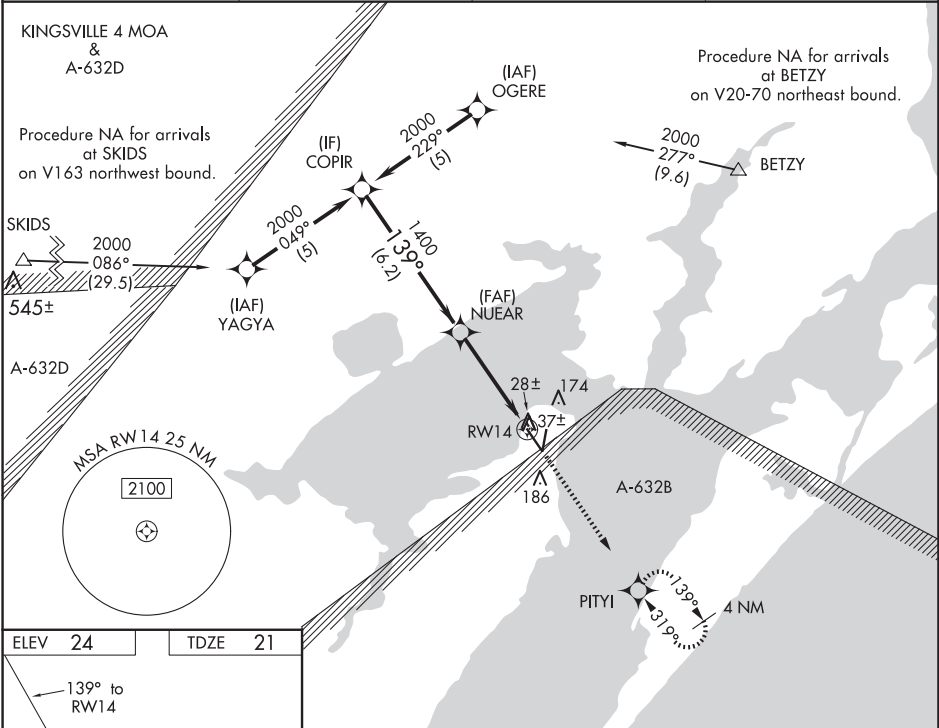 KINGSVILLE 4 MOA
&
A-632D
Procedure NA for arrivals
at SKIDS
on V163 northwest bound.
(IAF)
OGERE
2000
229°
(5)
(IF)
COPIR
Procedure NA for arrivals
at BETZY
on V20-70 northeast bound.
2000
277°
(9.6)
BETZY
SKIDS
2000
086°
(29.5)
545±
2000
049°
(5)
(IAF)
YAGYA
1400
139°
(6.2)
(FAF)
NUEAR
A-632D
28±
174
RW14
37±
186
A-632B
MSA RW14 25 NM
2100
PITYI
139°
319°
4 NM
ELEV 24
TDZE 21
139° to
RW14